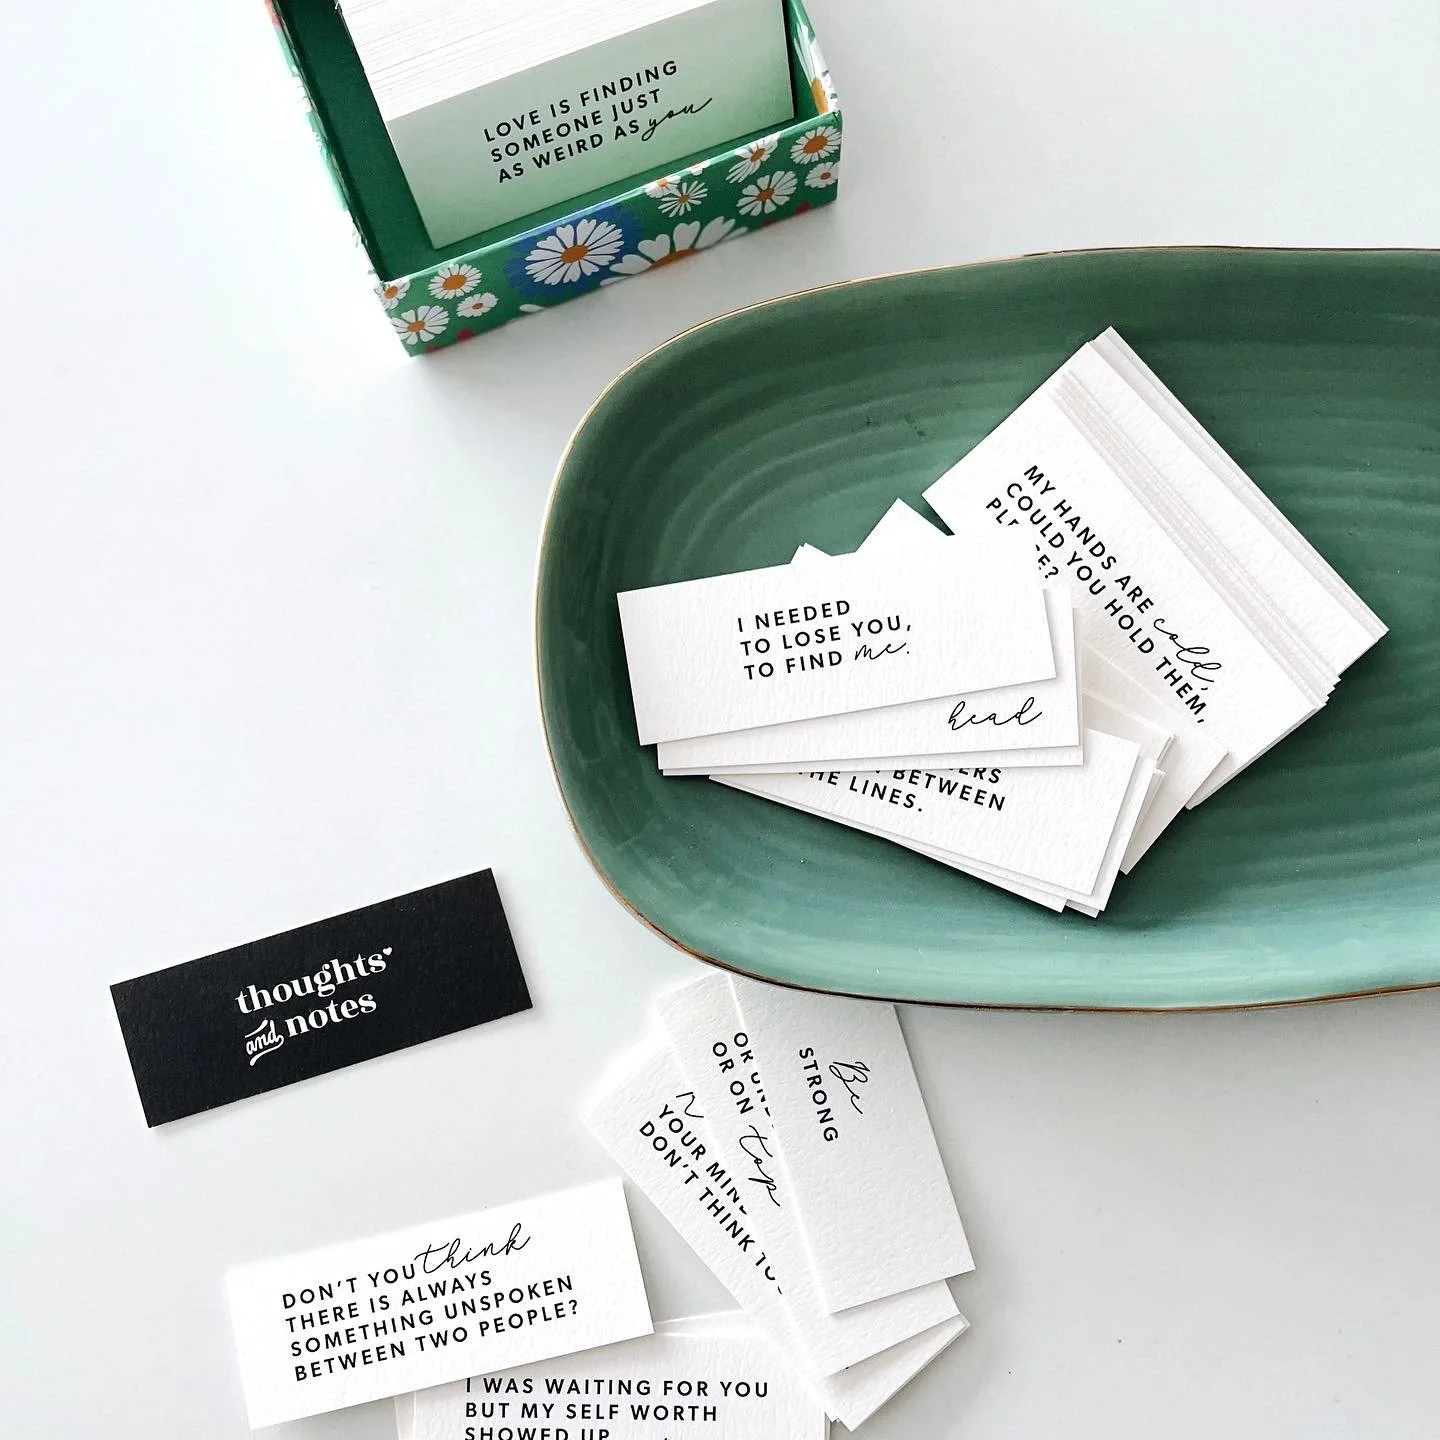 LOVE IS FINDING
SOMEONE JUST
AS WEIRD AS you
MY HANDS ARE cold,
COULD YOU HOLD THEM,
I NEEDED
TO LOSE YOU,
TO FIND me.
head
BETWEEN
THE LINES.
thoughts
and notes
Be
STRONG
OR ON top
YOUR MIND
DON'T THINK
DON'T YOU think
THERE IS ALWAYS
SOMETHING UNSPOKEN
BETWEEN TWO PEOPLE?
I WAS WAITING FOR YOU
BUT MY SELF WORTH
SHOWED UP